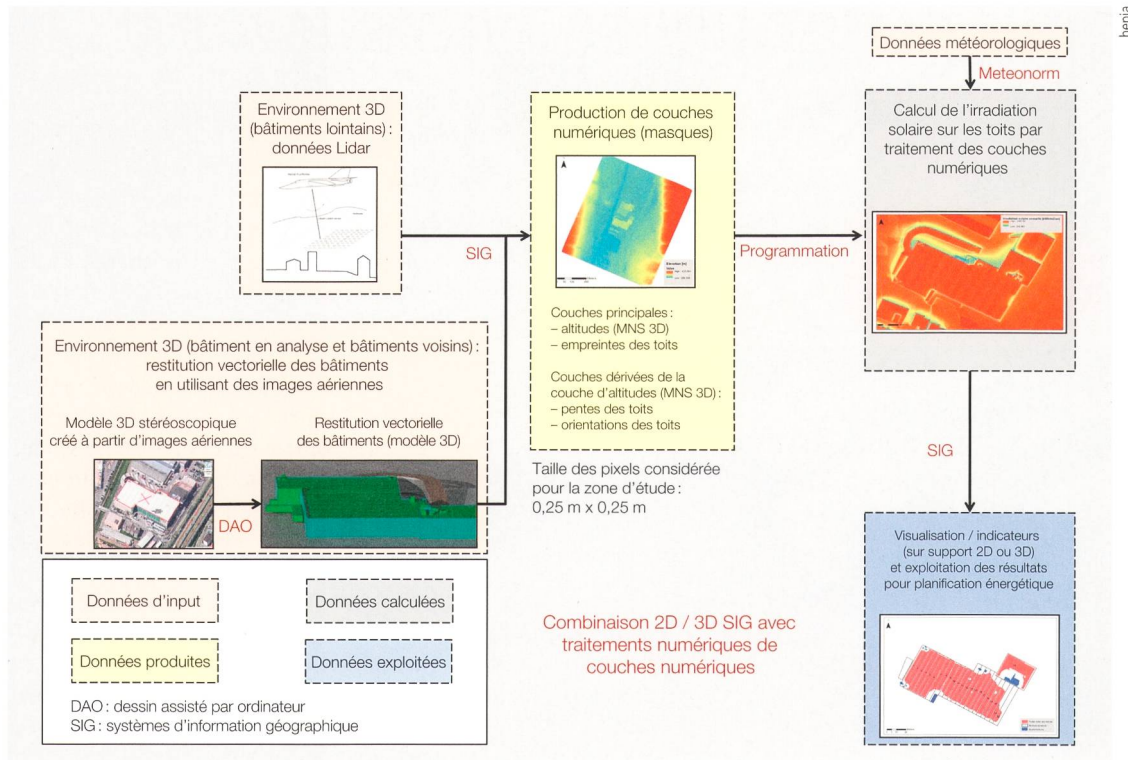 hepia
Données météorologiques
Meteonorm
Environnement 3D
(bâtiments lointains) :
données Lidar
SIG
Production de couches
numériques (masques)
Couches principales :
– altitudes (MNS 3D)
– empreintes des toits
Couches dérivées de la
couche d'altitudes (MNS 3D) :
– pentes des toits
– orientations des toits
Taille des pixels considérée
pour la zone d'étude :
0,25 m x 0,25 m
Programmation
Calcul de l'irradiation
solaire sur les toits par
traitement des couches
numériques
SIG
Environnement 3D (bâtiment en analyse et bâtiments voisins) :
restitution vectorielle des bâtiments
en utilisant des images aériennes
Modèle 3D stéréoscopique
créé à partir d'images aériennes
DAO
Restitution vectorielle
des bâtiments (modèle 3D)
Visualisation / indicateurs
(sur support 2D ou 3D)
et exploitation des résultats
pour planification énergétique
Données d'input
Données calculées
Données produites
Données exploitées
DAO : dessin assisté par ordinateur
SIG : systèmes d'information géographique
Combinaison 2D / 3D SIG avec
traitements numériques de
couches numériques